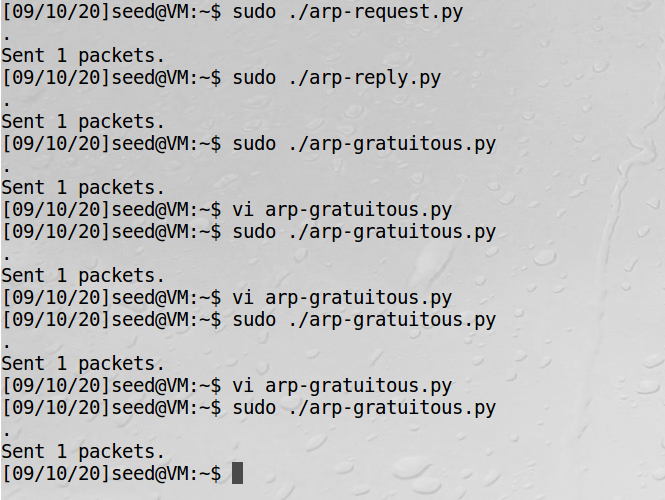 [09/10/20]seed@VM:~$ sudo ./arp-request.py
.
Sent 1 packets.
[09/10/20]seed@VM:~$ sudo ./arp-reply.py
.
Sent 1 packets.
[09/10/20]seed@VM:~$ sudo ./arp-gratuitous.py
.
Sent 1 packets.
[09/10/20]seed@VM:~$ vi arp-gratuitous.py
[09/10/20]seed@VM:~$ sudo ./arp-gratuitous.py
.
Sent 1 packets.
[09/10/20]seed@VM:~$ vi arp-gratuitous.py
[09/10/20]seed@VM:~$ sudo ./arp-gratuitous.py
.
Sent 1 packets.
[09/10/20]seed@VM:~$ vi arp-gratuitous.py
[09/10/20]seed@VM:~$ sudo ./arp-gratuitous.py
.
Sent 1 packets.
[09/10/20]seed@VM:~$